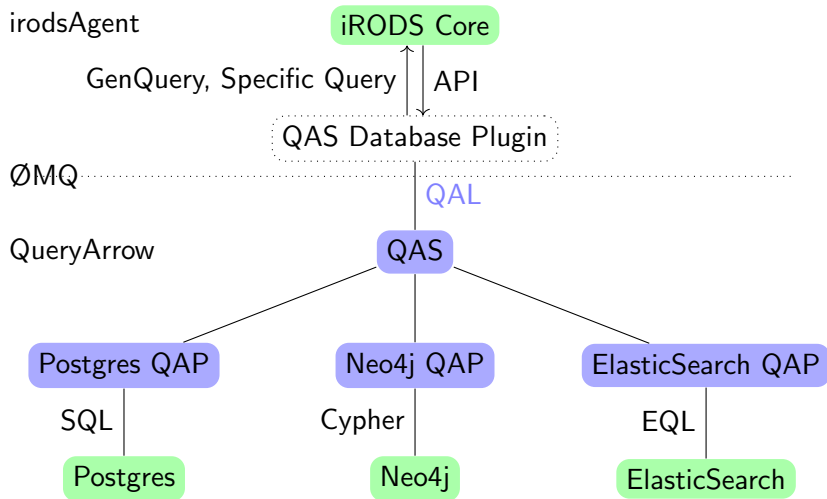 irodsAgent
iRODS Core
GenQuery, Specific Query
API
QAS Database Plugin
ØMQ
QAL
QueryArrow
QAS
Postgres QAP
Neo4j QAP
ElasticSearch QAP
SQL
Cypher
EQL
Postgres
Neo4j
ElasticSearch